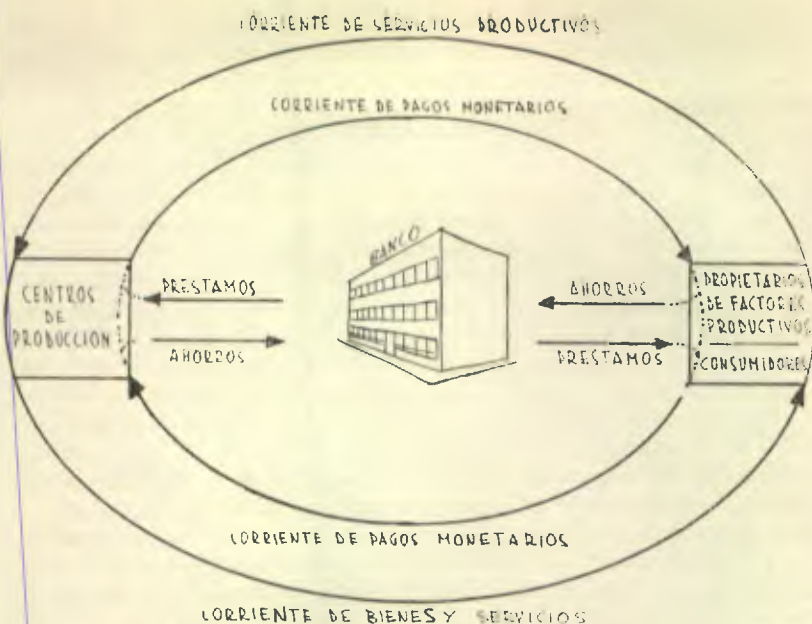 CORRIENTE DE SERVICIOS PRODUCTIVOS
CORRIENTE DE PAGOS MONETARIOS
BANCO
CENTROS
DE
PRODUCCIÓN
PRESTAMOS
AHORROS
AHORROS
PRESTAMOS
PROPIETARIOS
DE FACTORES
PRODUCTIVOS
CONSUMIDORES
CORRIENTE DE PAGOS MONETARIOS
CORRIENTE DE BIENES Y SERVICIOS